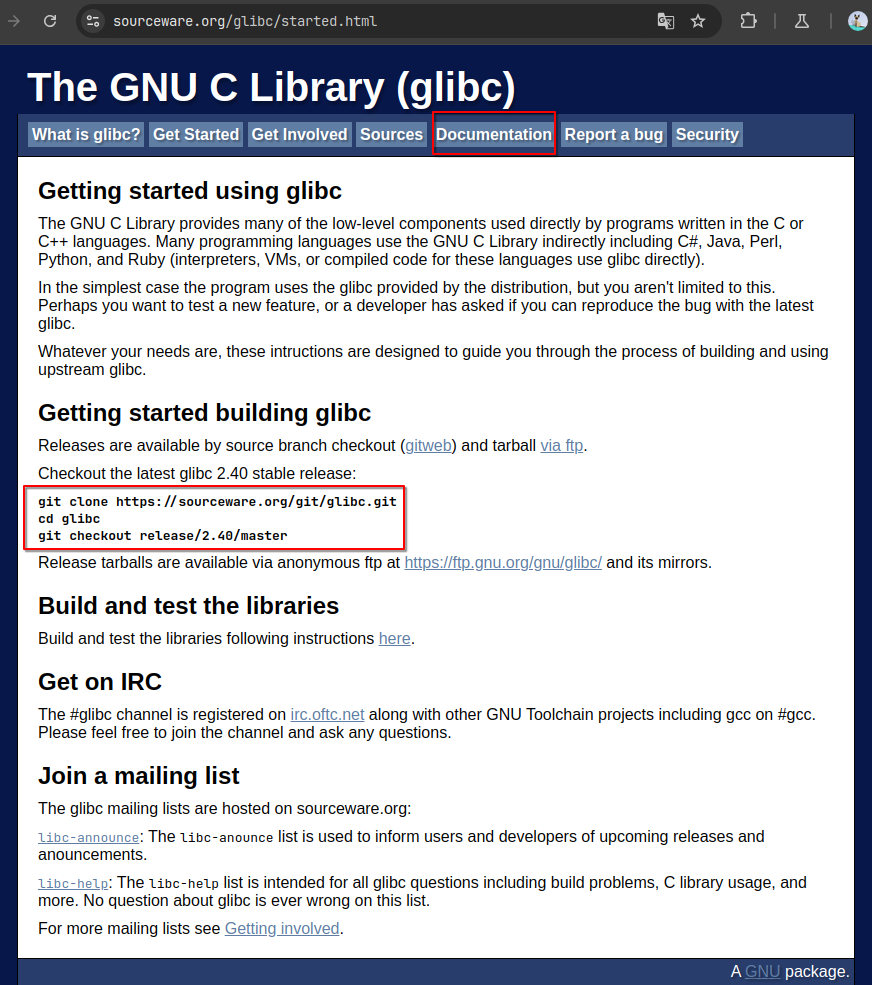 sourceware.org/glibc/started.html
The GNU C Library (glibc)
What is glibc? Get Started Get Involved Sources Documentation Report a bug Security
Getting started using glibc
The GNU C Library provides many of the low-level components used directly by programs written in the C or
C++ languages. Many programming languages use the GNU C Library indirectly including C#, Java, Perl,
Python, and Ruby (interpreters, VMs, or compiled code for these languages use glibc directly).
In the simplest case the program uses the glibc provided by the distribution, but you aren't limited to this.
Perhaps you want to test a new feature, or a developer has asked if you can reproduce the bug with the latest
glibc.
Whatever your needs are, these intructions are designed to guide you through the process of building and using
upstream glibc.
Getting started building glibc
Releases are available by source branch checkout (gitweb) and tarball via ftp.
Checkout the latest glibc 2.40 stable release:
git clone https://sourceware.org/git/glibc.git
cd glibc
git checkout release/2.40/master
Release tarballs are available via anonymous ftp at https://ftp.gnu.org/gnu/glibc/ and its mirrors.
Build and test the libraries
Build and test the libraries following instructions here.
Get on IRC
The #glibc channel is registered on irc.oftc.net along with other GNU Toolchain projects including gcc on #gcc.
Please feel free to join the channel and ask any questions.
Join a mailing list
The glibc mailing lists are hosted on sourceware.org:
libc-announce: The libc-anounce list is used to inform users and developers of upcoming releases and
anouncements.
libc-help: The libc-help list is intended for all glibc questions including build problems, C library usage, and
more. No question about glibc is ever wrong on this list.
For more mailing lists see Getting involved.
A GNU package.